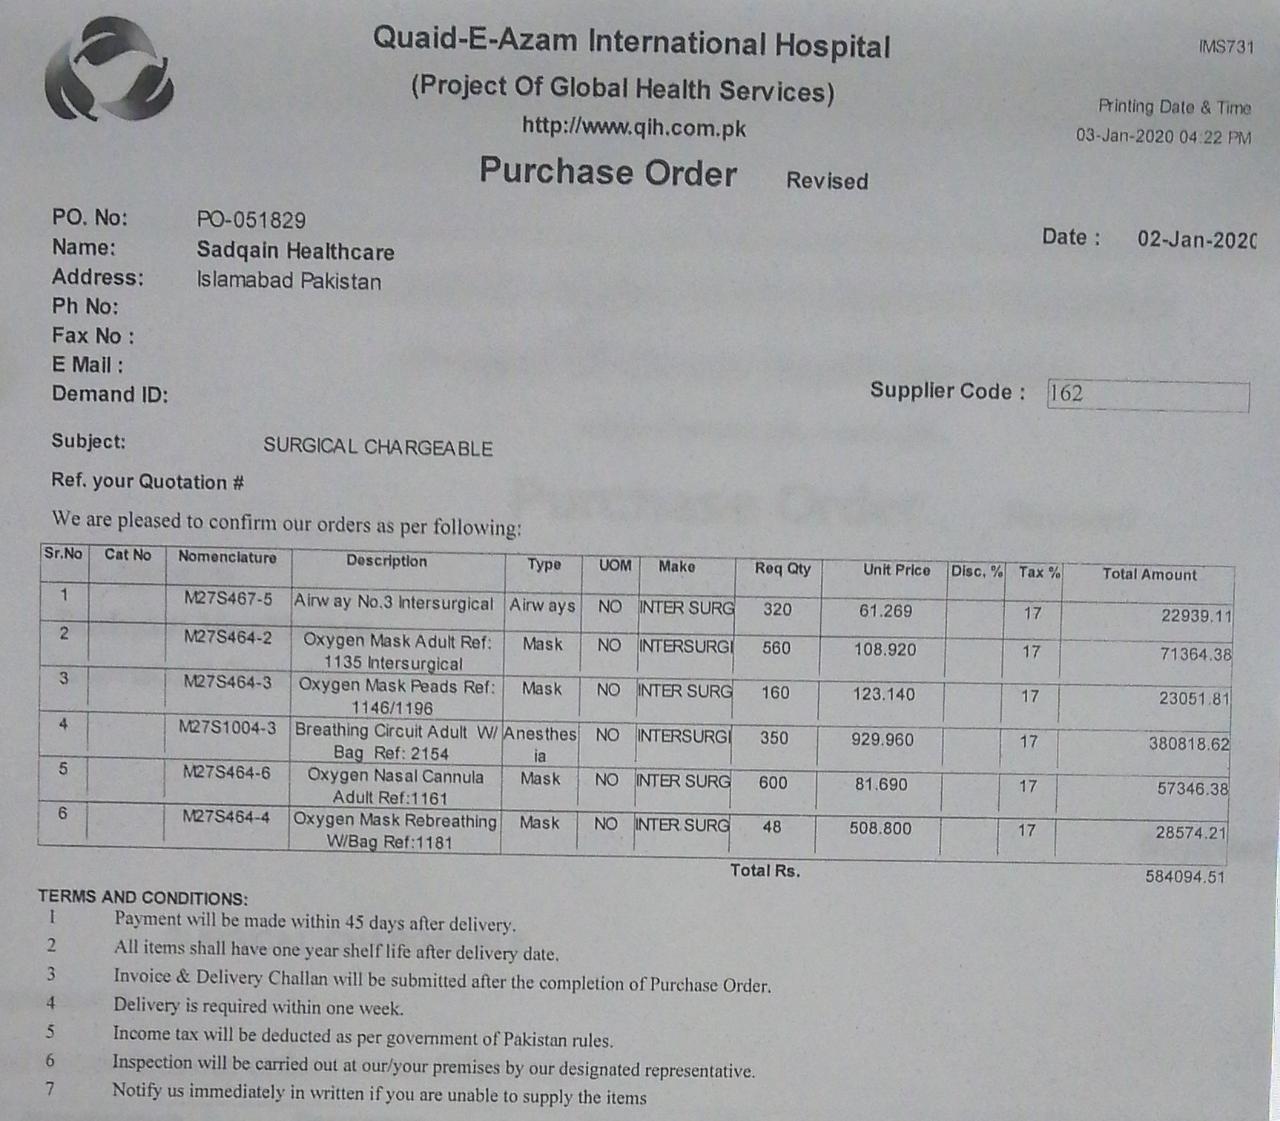 Quaid-E-Azam International Hospital
IMS731
(Project Of Global Health Services)
Printing Date & Time
http://www.qih.com.pk
03-Jan-2020 04:22 PM
Purchase Order Revised
PO. No: PO-051829
Date : 02-Jan-2020
Name: Sadqain Healthcare
Address: Islamabad Pakistan
Ph No:
Fax No :
E Mail :
Demand ID:
Supplier Code : 162
Subject: SURGICAL CHARGEABLE
Ref. your Quotation #
We are pleased to confirm our orders as per following:
Sr.No Cat No Nomenclature Description Type UOM Make Req Qty Unit Price Disc, % Tax % Total Amount
1 M27S467-5 Airway No.3 Intersurgical Airways NO INTER SURG 320 61.269 17 22939.11
2 M27S464-2 Oxygen Mask Adult Ref: Mask NO INTERSURGI 560 108.920 17 71364.38
1135 Intersurgical
3 M27S464-3 Oxygen Mask Peads Ref: Mask NO INTER SURG 160 123.140 17 23051.81
1146/1196
4 M27S1004-3 Breathing Circuit Adult W/ Anesthes NO INTERSURGI 350 929.960 17 380818.62
Bag Ref: 2154 ia
5 M27S464-6 Oxygen Nasal Cannula Mask NO INTER SURG 600 81.690 17 57346.38
Adult Ref:1161
6 M27S464-4 Oxygen Mask Rebreathing Mask NO INTER SURG 48 508.800 17 28574.21
W/Bag Ref:1181
Total Rs. 584094.51
TERMS AND CONDITIONS:
1 Payment will be made within 45 days after delivery.
2 All items shall have one year shelf life after delivery date.
3 Invoice & Delivery Challan will be submitted after the completion of Purchase Order.
4 Delivery is required within one week.
5 Income tax will be deducted as per government of Pakistan rules.
6 Inspection will be carried out at our/your premises by our designated representative.
7 Notify us immediately in written if you are unable to supply the items